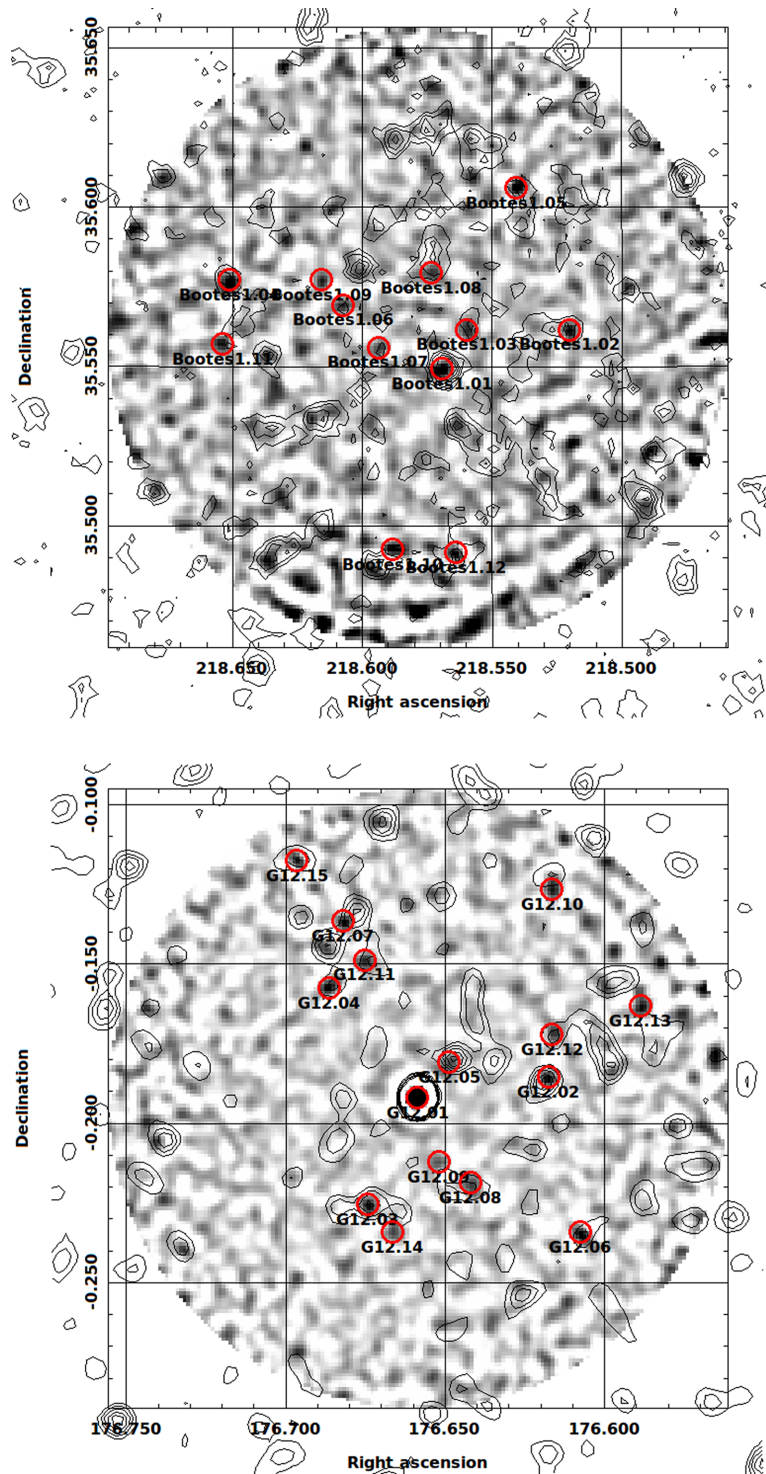 35.650
Bootes1.05
35.600
Bootes1.08
Bootes1.04
Bootes1.09
Bootes1.06
Bootes1.03
Bootes1.02
Declination
Bootes1.11
Bootes1.07
35.550
Bootes1.01
35.500
Bootes1.10
Bootes1.12
218.650 218.600 218.550 218.500
Right ascension
-0.100
G12.15
G12.10
G12.07
-0.150
G12.11
G12.04
G12.13
G12.12
Declination
G12.05
G12.02
G12.01
-0.200
G12.09
G12.08
G12.03
G12.14
G12.06
-0.250
176.750 176.700 176.650 176.600
Right ascension